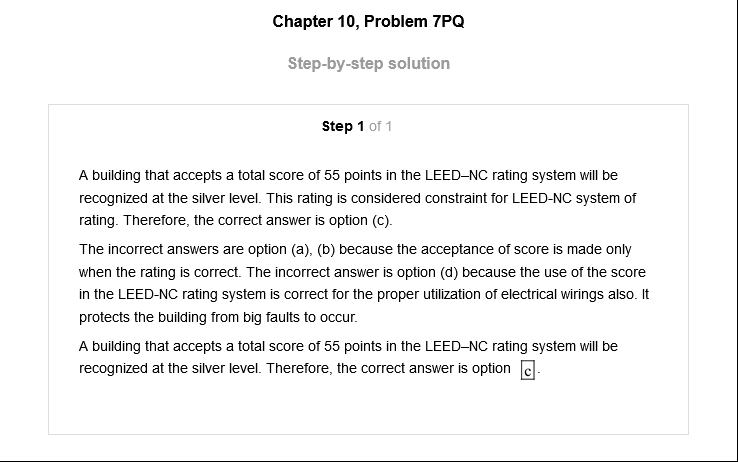 Chapter 10, Problem 7PQ
Step-by-step solution
Step 1 of 1
A building that accepts a total score of 55 points in the LEED–NC rating system will be
recognized at the silver level. This rating is considered constraint for LEED-NC system of
rating. Therefore, the correct answer is option (c).
The incorrect answers are option (a), (b) because the acceptance of score is made only
when the rating is correct. The incorrect answer is option (d) because the use of the score
in the LEED-NC rating system is correct for the proper utilization of electrical wirings also. It
protects the building from big faults to occur.
A building that accepts a total score of 55 points in the LEED–NC rating system will be
recognized at the silver level. Therefore, the correct answer is option c.